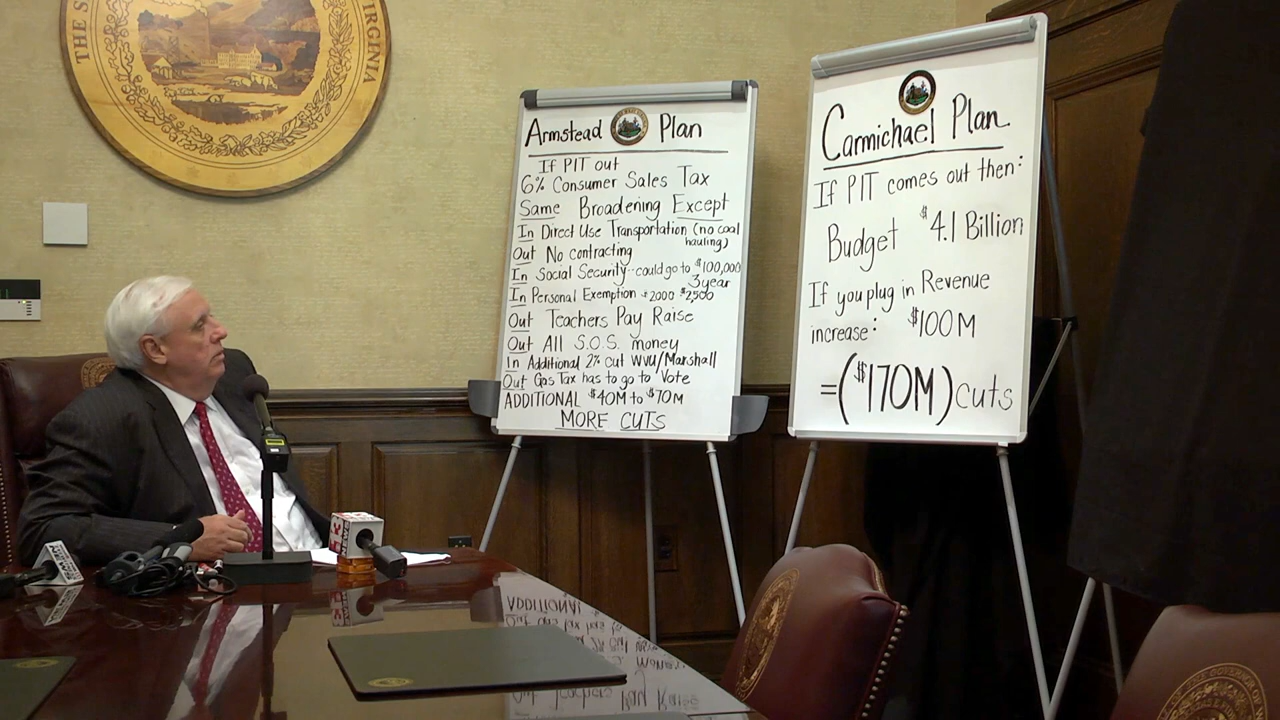 THE S
VIRGINIA
Armstead Plan
If PIT out
6% Consumer Sales Tax
Same Broadening Except
In Direct Use Transportation (no coal
hauling)
Out No contracting
In Social Security -- could go to $100,000
3 year
In Personal Exemption $2000 $2500
Out Teachers Pay Raise
Out All S.O.S. money
In Additional 2% cut WVU/Marshall
Out Gas Tax has to go to Vote
ADDITIONAL $40M to $70M
MORE CUTS
Carmichael Plan
If PIT comes out then:
Budget $4.1 Billion
If you plug in Revenue
increase: $100M
=($170M) cuts